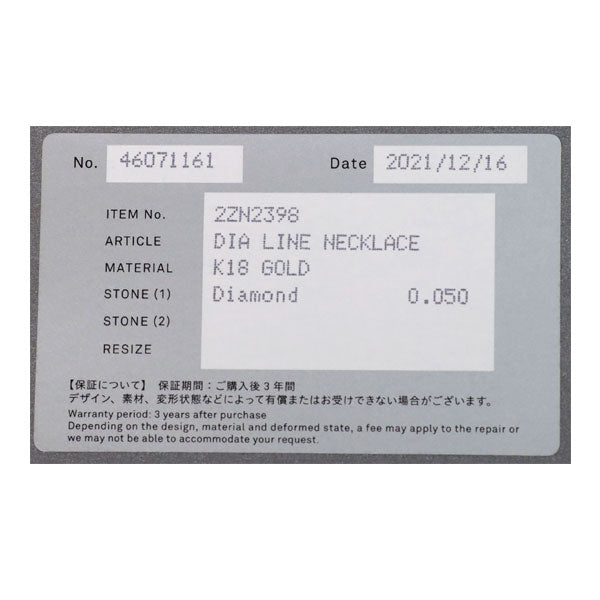 No. 46071161 Date 2021/12/16
ITEM No. 2ZN2398
ARTICLE DIA LINE NECKLACE
MATERIAL K18 GOLD
STONE (1) Diamond 0.050
STONE (2)
RESIZE
【保証について】 保証期間：ご購入後3年間
デザイン、素材、変形状態などによって有償またはお受けできない場合がございます。
Warranty period: 3 years after purchase
Depending on the design, material and deformed state, a fee may apply to the repair or
we may not be able to accommodate your request.